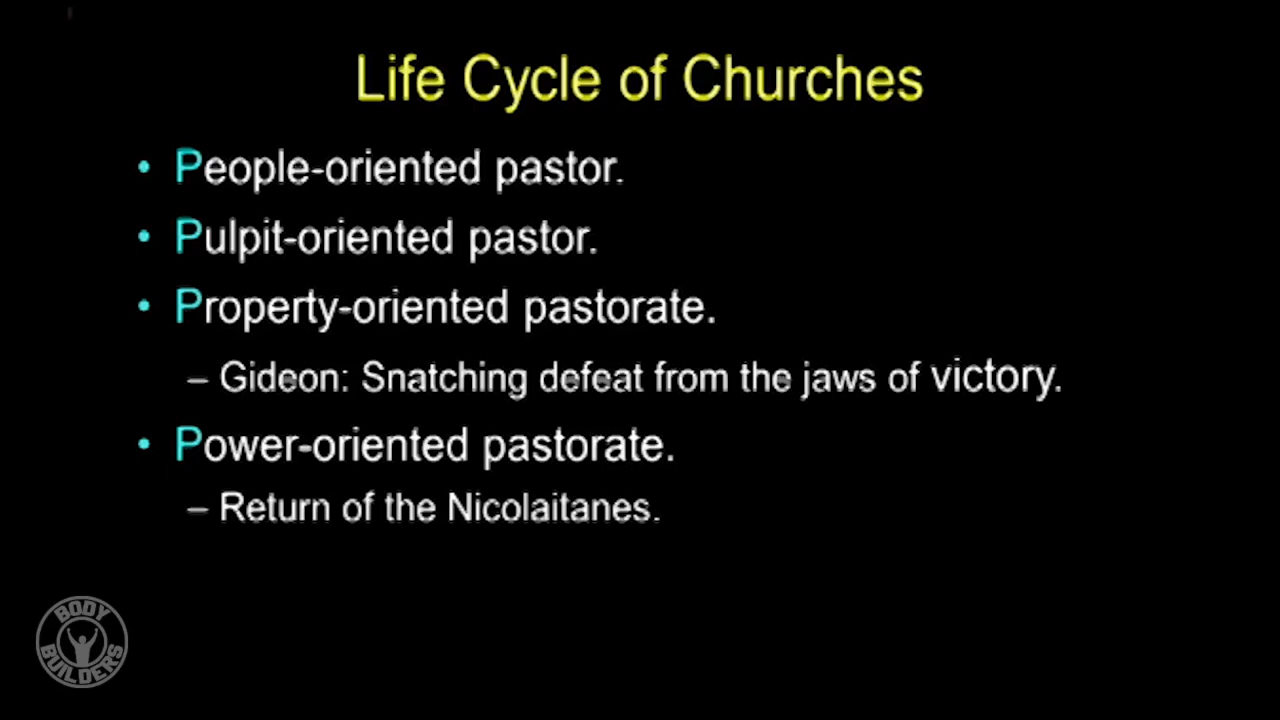 Life Cycle of Churches
• People-oriented pastor.
• Pulpit-oriented pastor.
• Property-oriented pastorate.
– Gideon: Snatching defeat from the jaws of victory.
• Power-oriented pastorate.
– Return of the Nicolaitanes.
BODY
BUILDERS